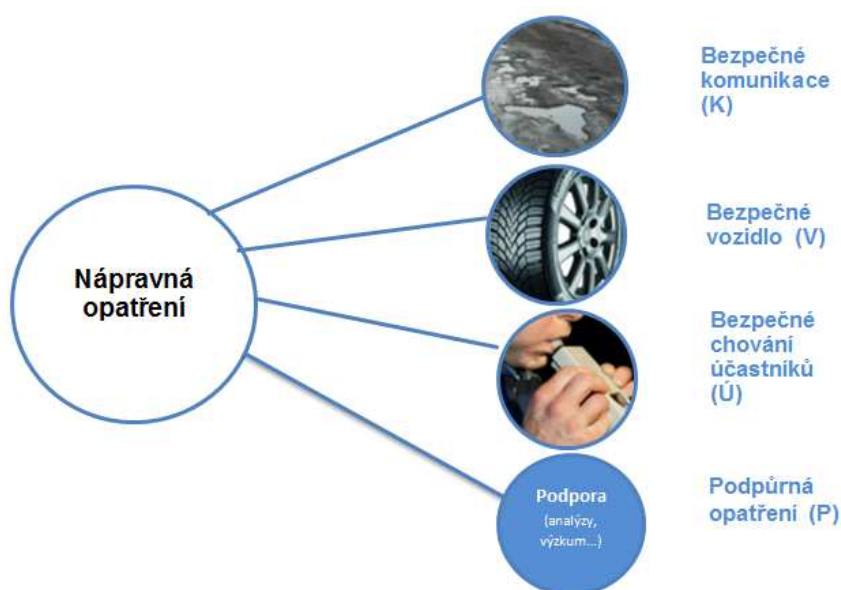 Bezpečné
komunikace
(K)
Nápravná
opatření
Bezpečné
vozidlo (V)
Bezpečné
chování
účastníků
(Ú)
Podpora
(analýzy,
výzkum...)
Podpůrná
opatření (P)